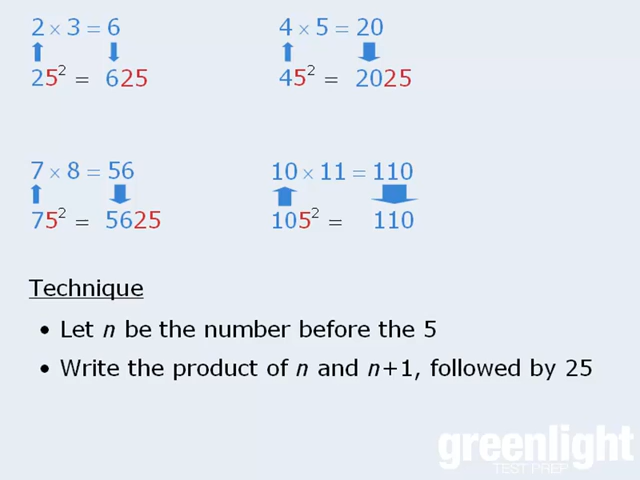 2 × 3 = 6
25² = 625
4 × 5 = 20
45² = 2025
7 × 8 = 56
75² = 5625
10 × 11 = 110
105² = 110
Technique
• Let n be the number before the 5
• Write the product of n and n+1, followed by 25
greenlight
TEST PREP